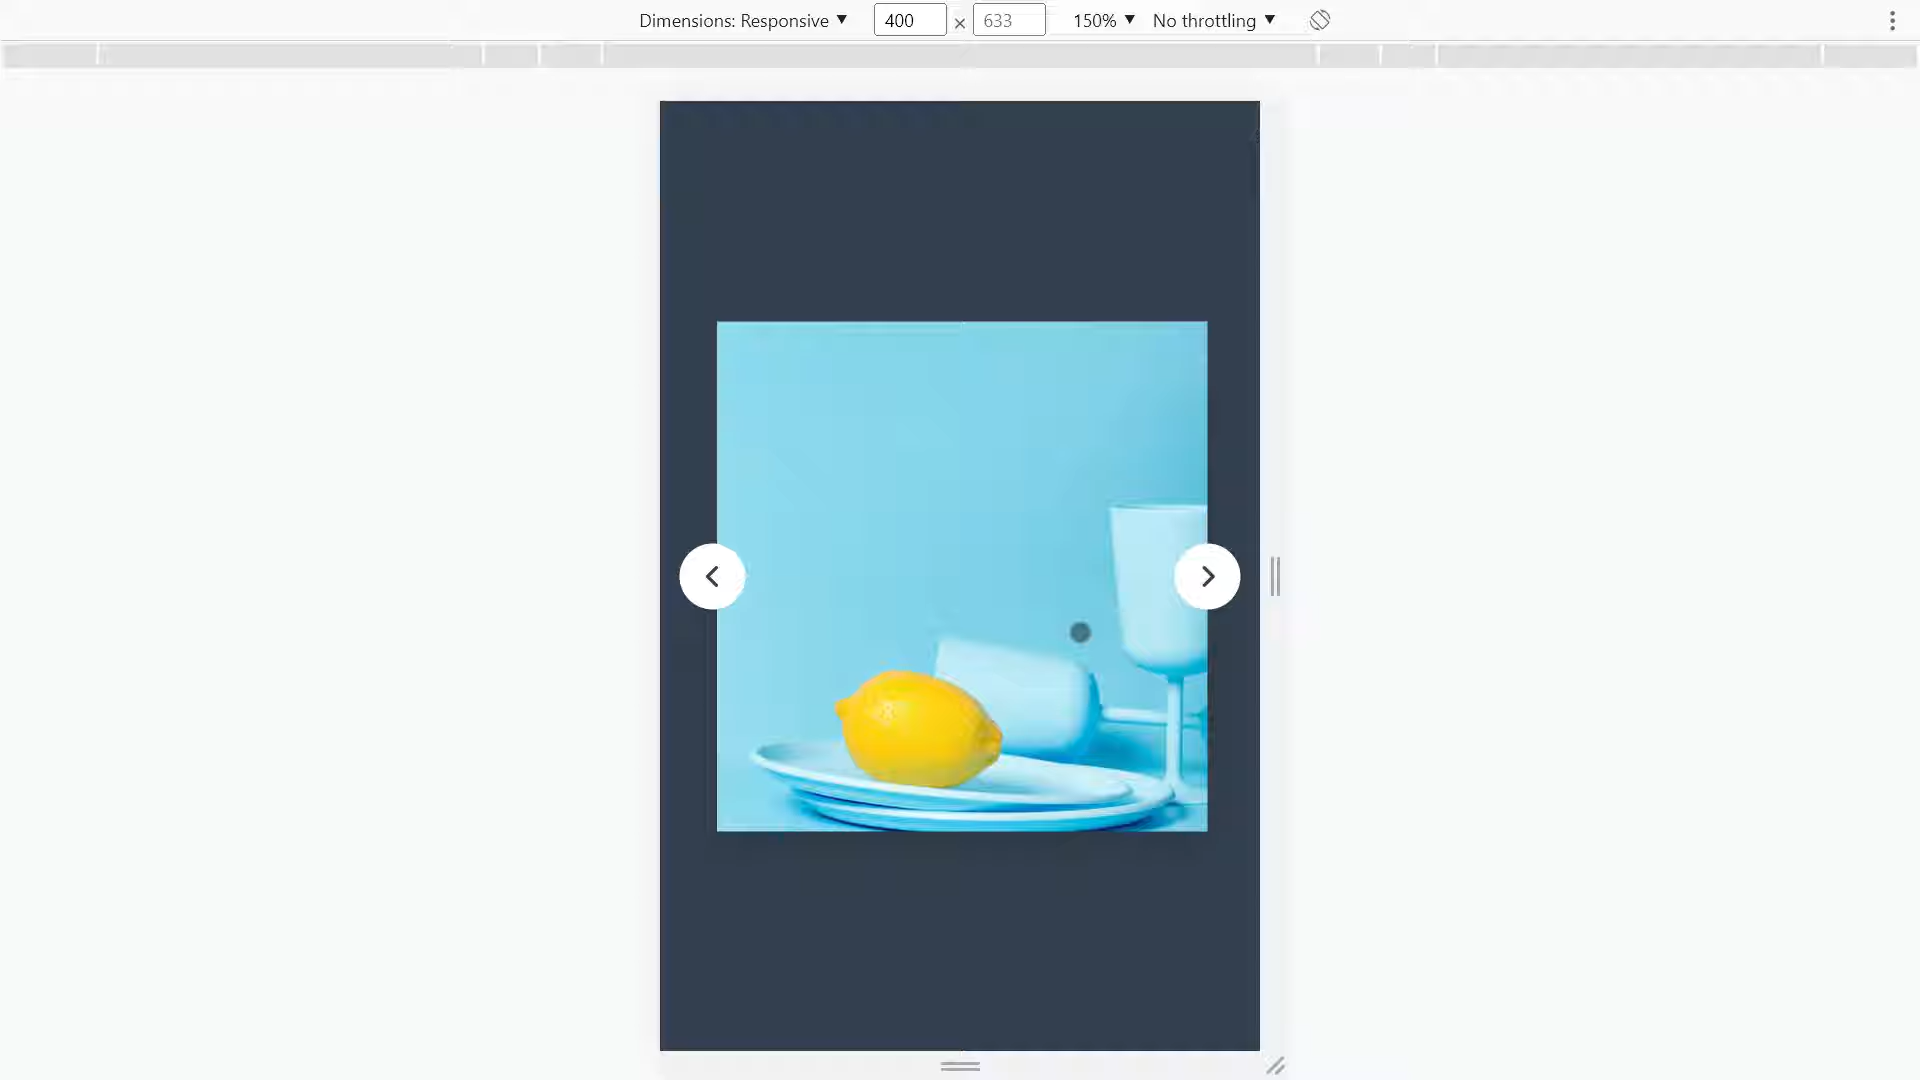 Dimensions: Responsive ▼ 400 × 633 150% ▼ No throttling ▼